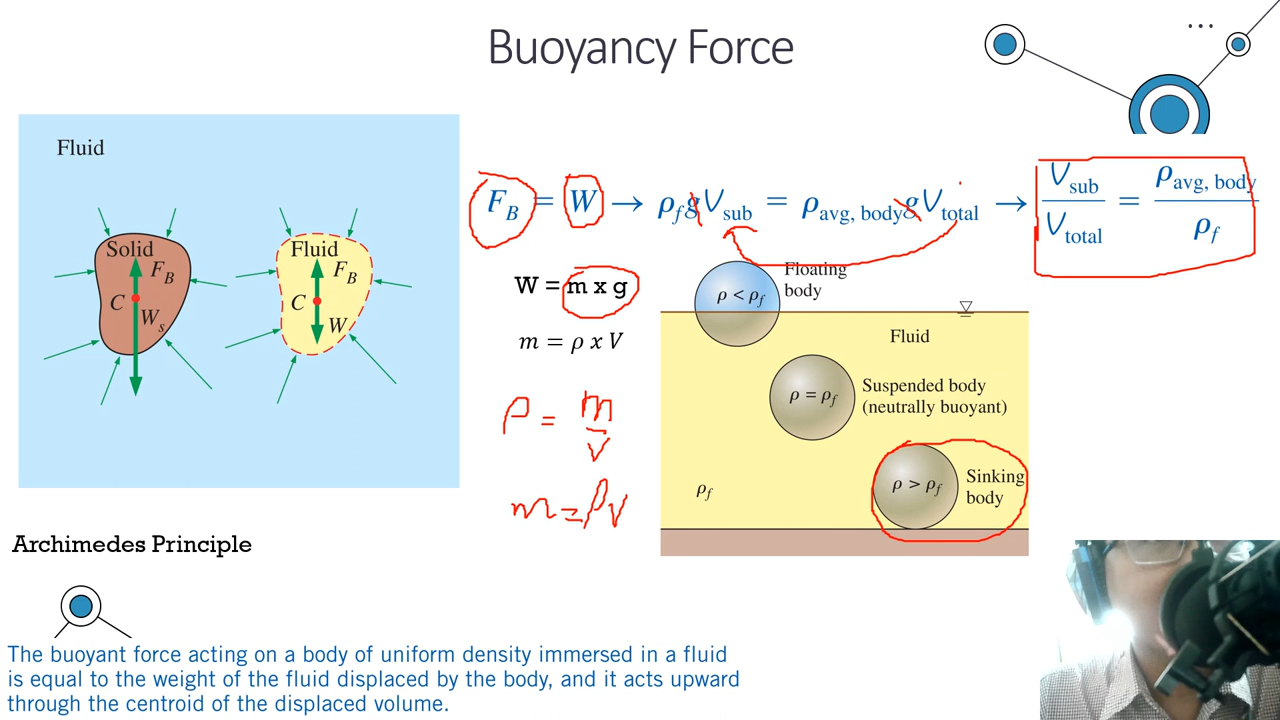 Buoyancy Force
...
Fluid
Solid
F_B
C
W_s
Fluid
F_B
C
W
F_B = W → ρ_f g V_sub = ρ_avg, body g V_total → V_sub / V_total = ρ_avg, body / ρ_f
W = m x g
m = ρ x V
ρ = m / v
m = ρv
ρ < ρ_f
Floating
body
Fluid
ρ = ρ_f
Suspended body
(neutrally buoyant)
ρ > ρ_f
Sinking
body
ρ_f
Archimedes Principle
The buoyant force acting on a body of uniform density immersed in a fluid
is equal to the weight of the fluid displaced by the body, and it acts upward
through the centroid of the displaced volume.